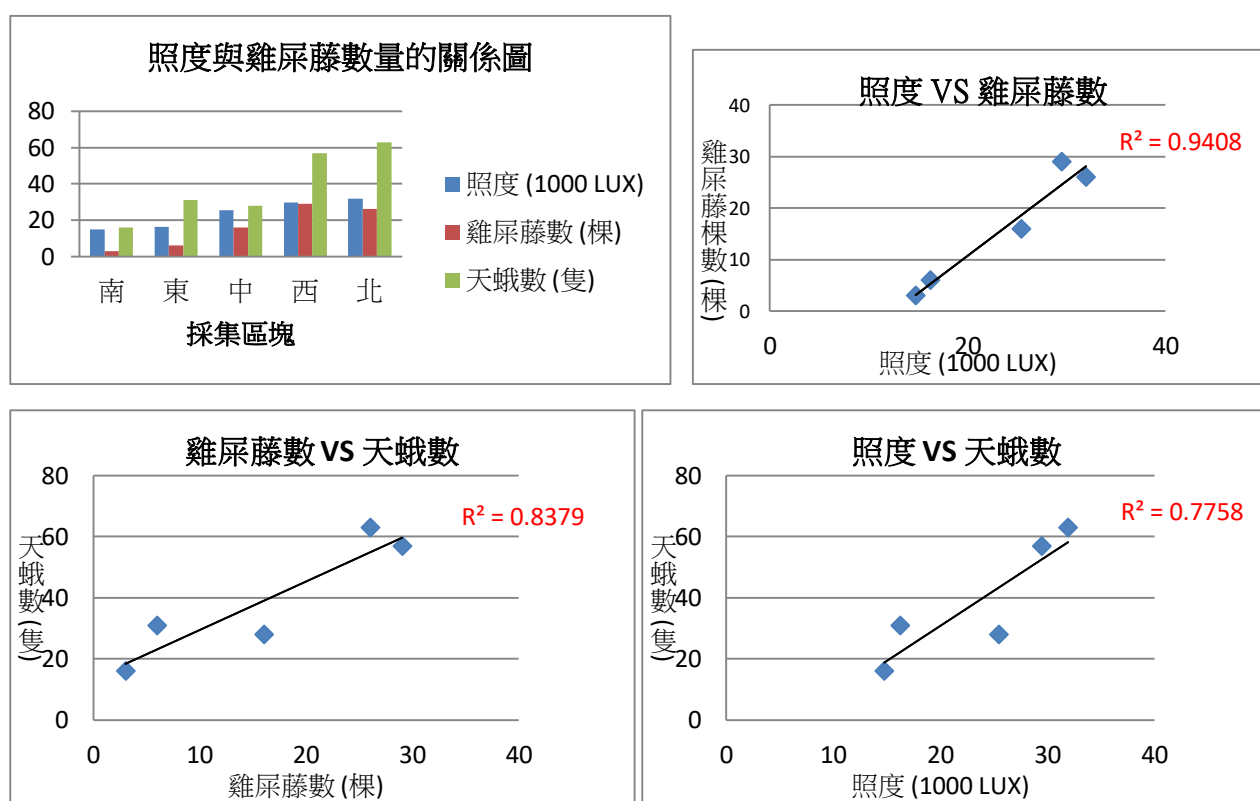 照度與雞屎藤數量的關係圖
80
60
40
20
0
南 東 中 西 北
採集區塊
照度 (1000 LUX)
雞屎藤數 (棵)
天蛾數 (隻)
照度 VS 雞屎藤數
R² = 0.9408
40
30
20
10
0
雞屎藤棵數(棵)
0 20 40
照度 (1000 LUX)
雞屎藤數 VS 天蛾數
R² = 0.8379
80
60
40
20
0
天蛾數(隻)
0 10 20 30 40
雞屎藤數 (棵)
照度 VS 天蛾數
R² = 0.7758
80
60
40
20
0
天蛾數(隻)
0 10 20 30 40
照度 (1000 LUX)